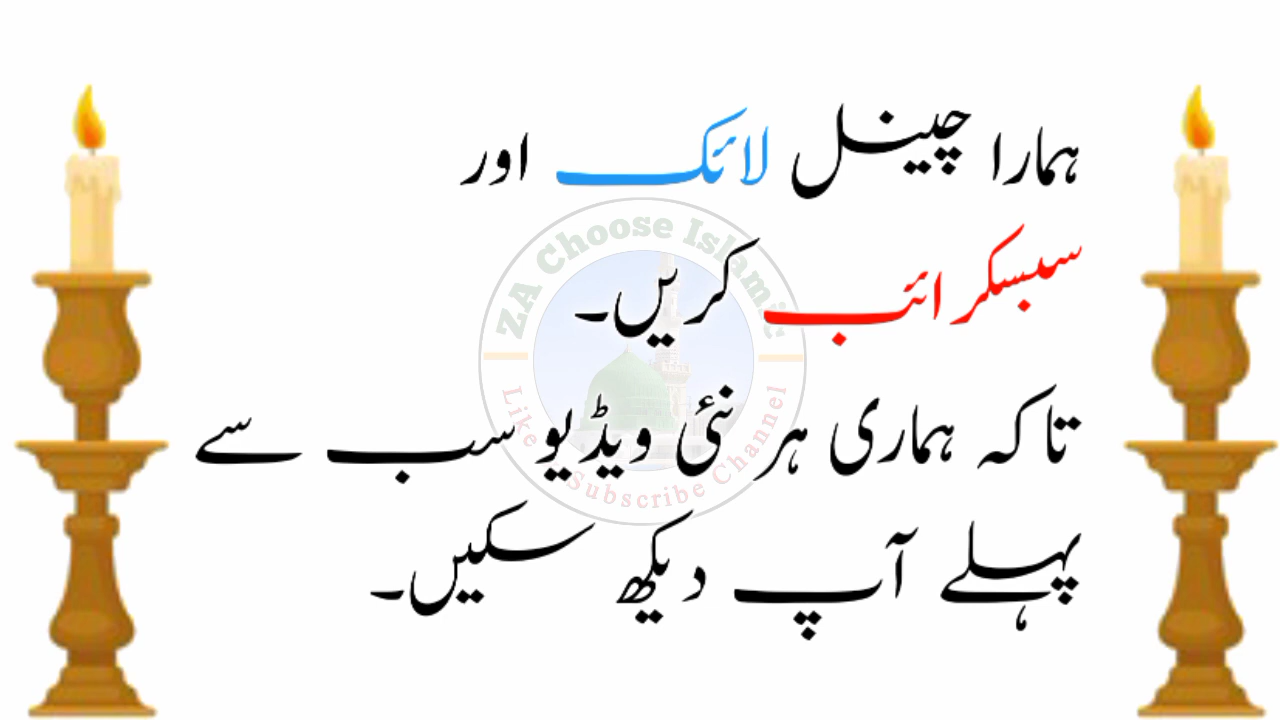 ہمارا چینل لائک اور
سبسکرائب کریں۔
تاکہ ہماری ہر نئی ویڈیو سب سے
پہلے آپ دیکھ سکیں۔
ZA Choose Islamic
Like Subscribe Channel